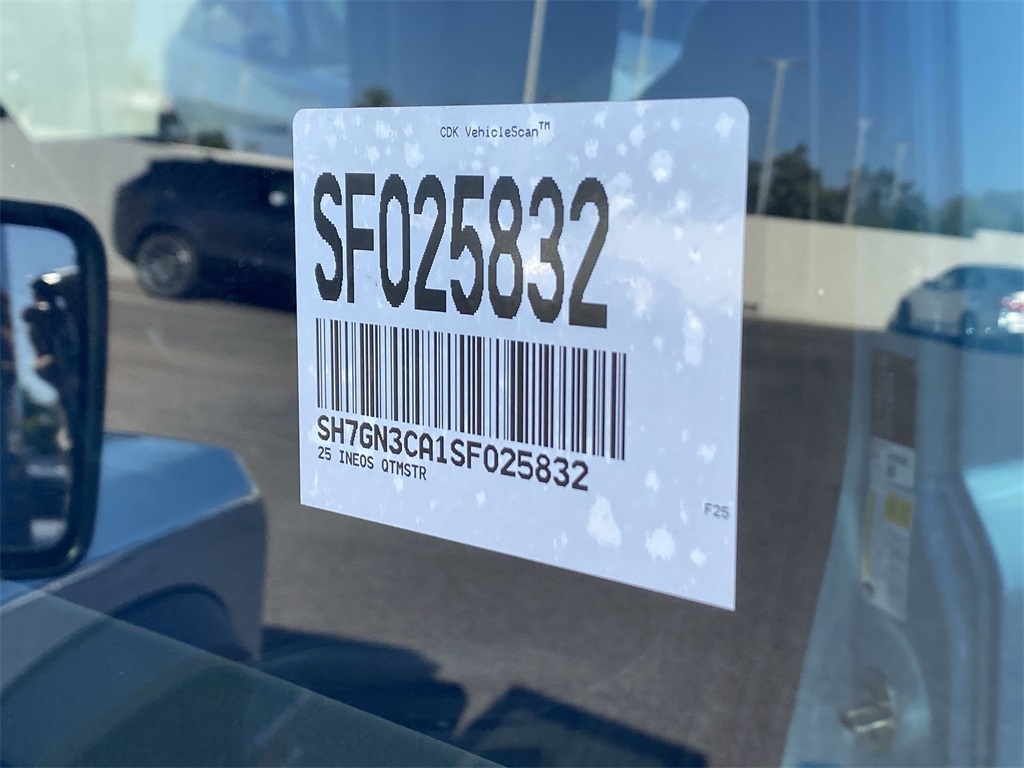 CDK VehicleScan™
SF025832
SH7GN3CA1SF025832
25 INEOS QTMSTR
F25